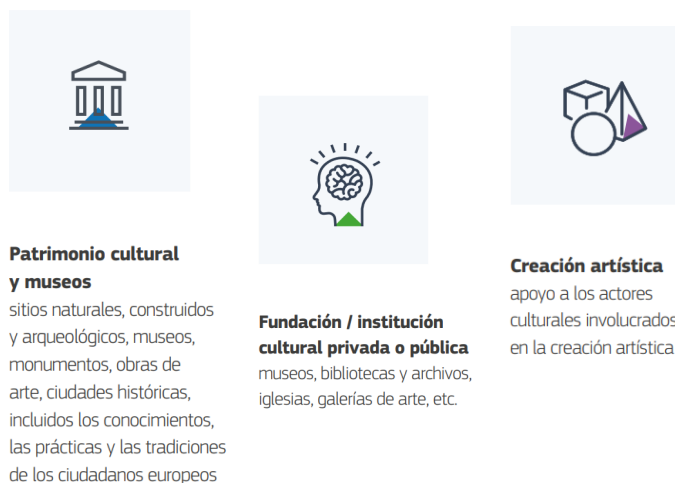 Patrimonio cultural
y museos
sitios naturales, construidos
y arqueológicos, museos,
monumentos, obras de
arte, ciudades históricas,
incluidos los conocimientos,
las prácticas y las tradiciones
de los ciudadanos europeos
Fundación / institución
cultural privada o pública
museos, bibliotecas y archivos,
iglesias, galerías de arte, etc.
Creación artística
apoyo a los actores
culturales involucrados
en la creación artística